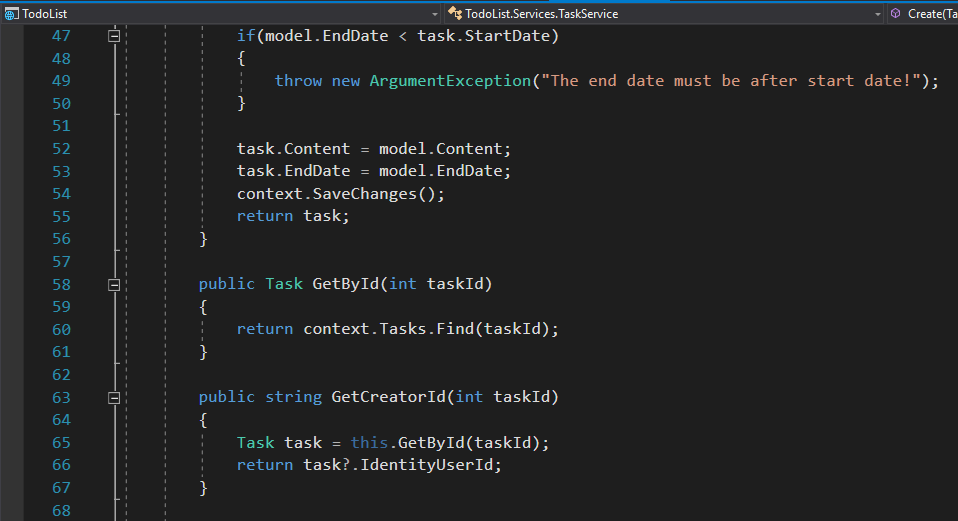 TodoList TodoList.Services.TaskService Create(Ta
47 if(model.EndDate < task.StartDate)
48 {
49 throw new ArgumentException("The end date must be after start date!");
50 }
51
52 task.Content = model.Content;
53 task.EndDate = model.EndDate;
54 context.SaveChanges();
55 return task;
56 }
57
58 public Task GetById(int taskId)
59 {
60 return context.Tasks.Find(taskId);
61 }
62
63 public string GetCreatorId(int taskId)
64 {
65 Task task = this.GetById(taskId);
66 return task?.IdentityUserId;
67 }
68